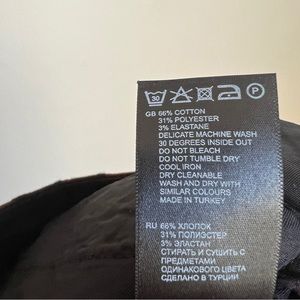 30 P
GB 66% COTTON
31% POLYESTER
3% ELASTANE
DELICATE MACHINE WASH
30 DEGREES INSIDE OUT
DO NOT BLEACH
DO NOT TUMBLE DRY
COOL IRON
DRY CLEANABLE
WASH AND DRY WITH
SIMILAR COLOURS
MADE IN TURKEY
RU 66% ХЛОПОК
31% ПОЛИЭСТЕР
3% ЭЛАСТАН
СТИРАТЬ И СУШИТЬ С
ПРЕДМЕТАМИ
ОДИНАКОВОГО ЦВЕТА
СДЕЛАНО В ТУРЦИИ